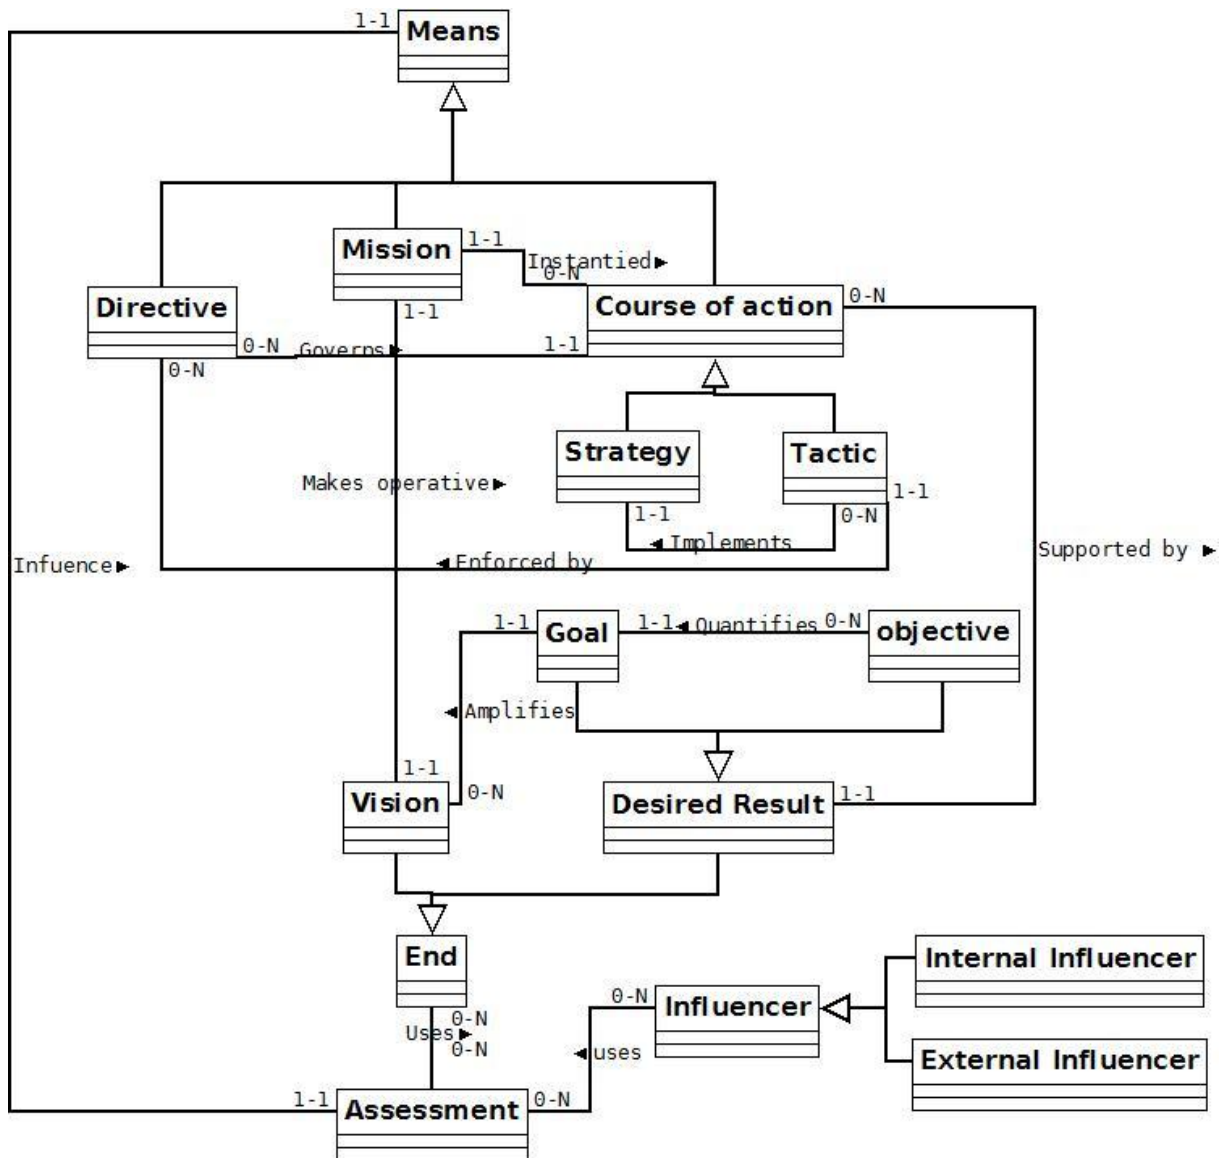 1-1
Means
1-1
Mission
Instantied►
0-N
Directive
Course of action
0-N
1-1
0-N
Governs ►
1-1
0-N
Strategy
Tactic
Makes operative►
1-1
1-1
0-N
◄ Implements
Infuence►
◄ Enforced by
Supported by ►
1-1
Goal
1-1
◄ Quantifies
0-N
objective
◄ Amplifies
1-1
Vision
0-N
Desired Result
1-1
End
Internal Influencer
0-N
Influencer
0-N
Uses ►
0-N
◄ uses
External Influencer
1-1
Assessment
0-N